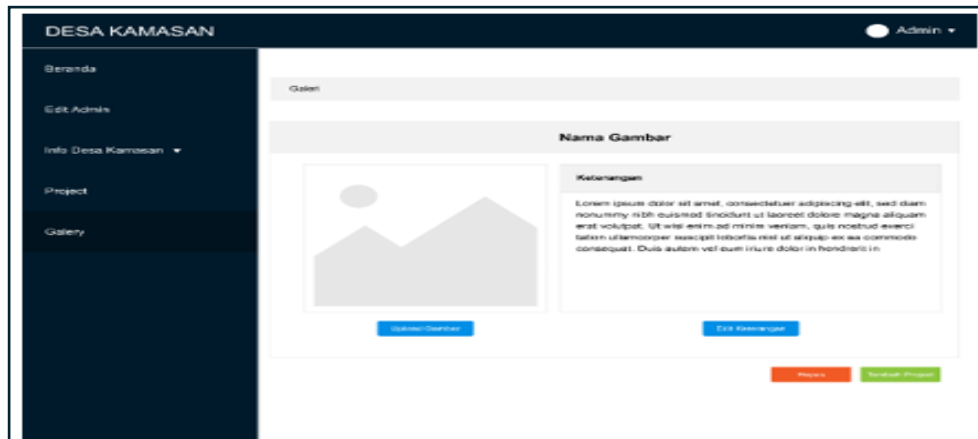 DESA KAMASAN
Admin
Beranda
Edit Admin
Info Desa Kamasan
Project
Galery
Galeri
Nama Gambar
Keterangan
Lorem ipsum dolor sit amet, consectetuer adipiscing elit, sed diam
nonummy nibh euismod tincidunt ut laoreet dolore magna aliquam
erat volutpat. Ut wisi enim ad minim veniam, quis nostrud exerci
tation ullamcorper suscipit lobortis nisl ut aliquip ex ea commodo
consequat. Duis autem vel eum iriure dolor in hendrerit in
Upload Gambar
Edit Keterangan
Hapus
Tambah Project